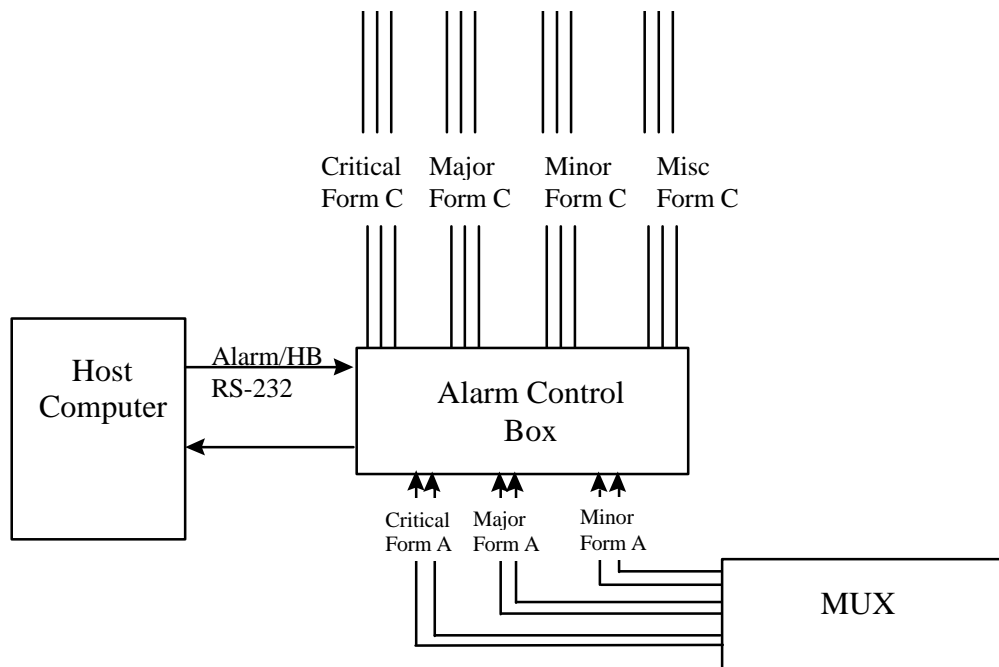 Critical
Form C
Major
Form C
Minor
Form C
Misc
Form C
Host
Computer
Alarm/HB
RS-232
Alarm Control
Box
Critical
Form A
Major
Form A
Minor
Form A
MUX